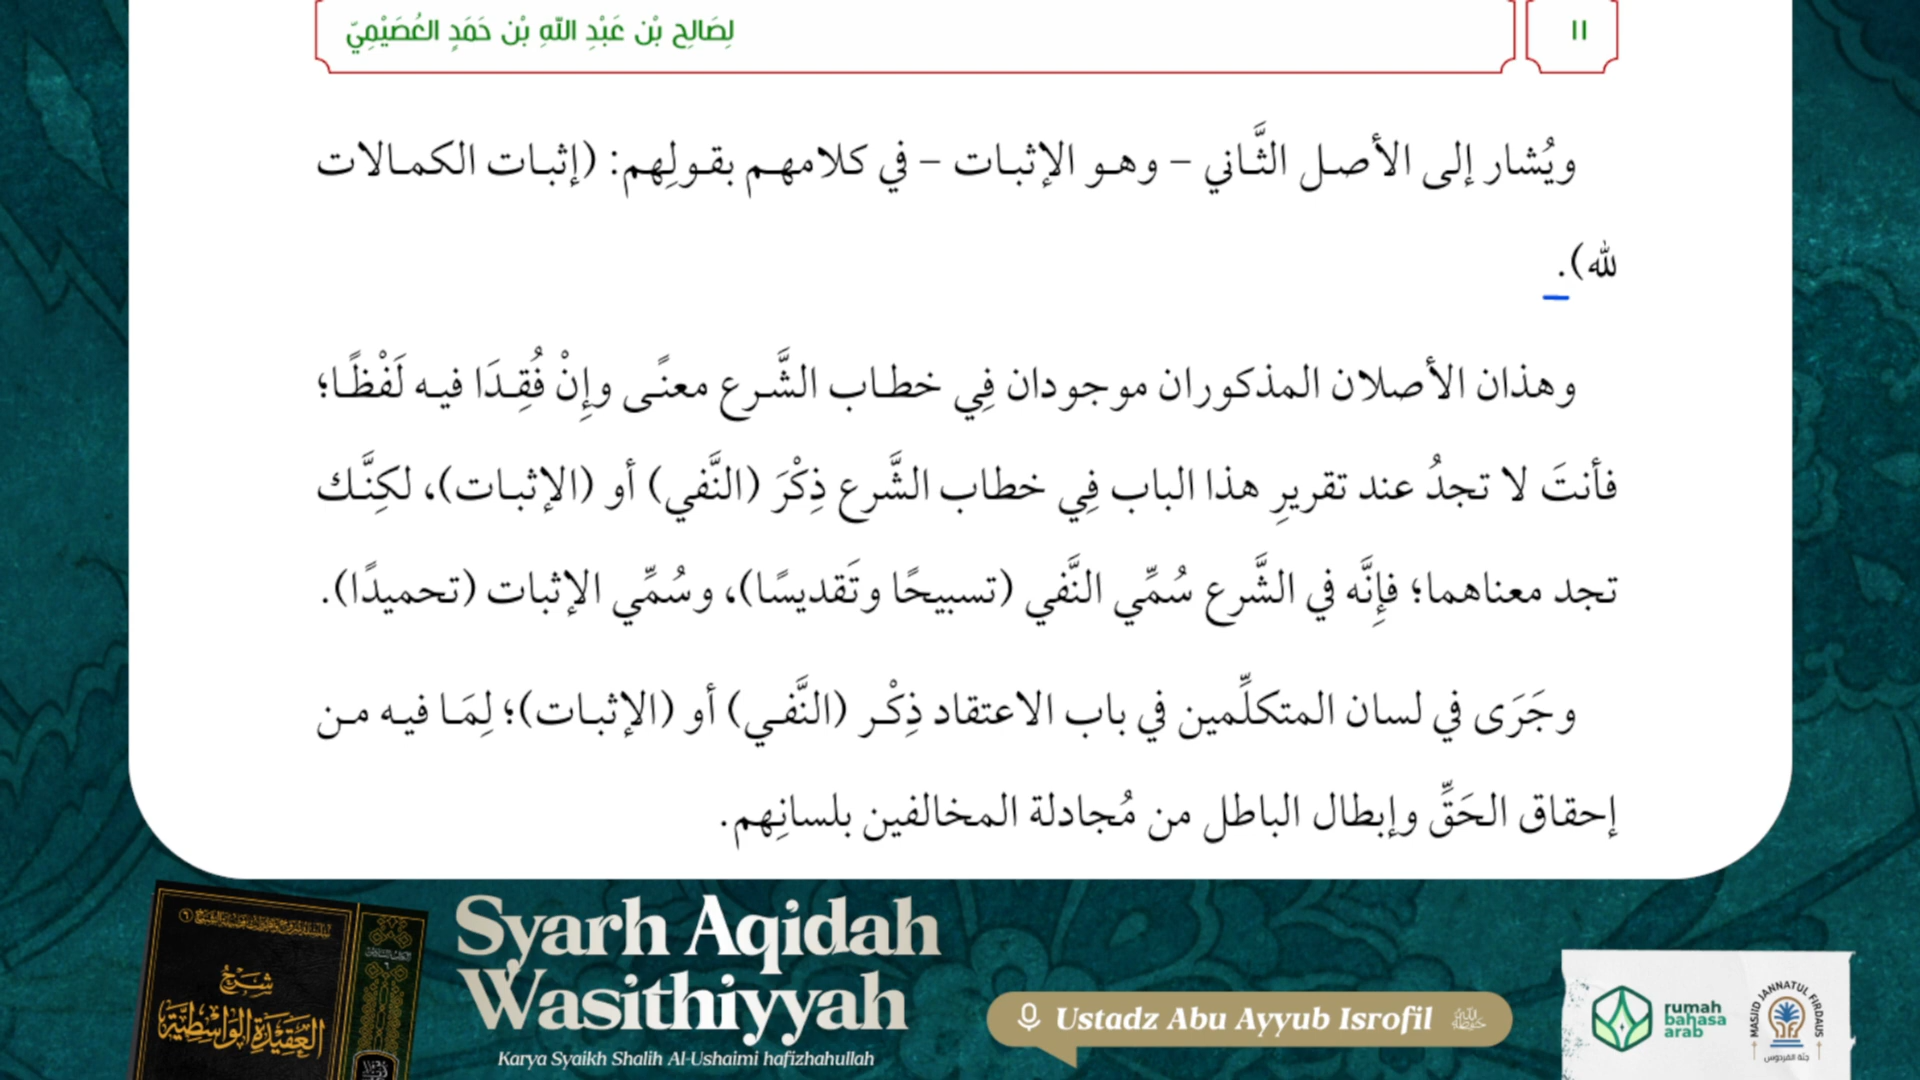 ١١
لِصَالِحِ بْنِ عَبْدِ اللهِ بْنِ حَمَدٍ العُصَيْمِيّ
ويُشار إلى الأصل الثَّاني – وهو الإثبات – في كلامهم بقولِهم: (إثبات الكمالات
لله).
وهذان الأصلان المذكوران موجودان فِي خطاب الشَّرع معنًى وإِنْ فُقِدَا فيه لَفْظًا؛
فأنتَ لا تجدُ عند تقريرِ هذا الباب فِي خطاب الشَّرع ذِكْرَ (النَّفي) أو (الإثبات)، لكِنَّك
تجد معناهما؛ فإِنَّه في الشَّرع سُمِّي النَّفي (تسبيحًا وتَقديسًا)، وسُمِّي الإثبات (تحميدًا).
وجَرَى في لسان المتكلِّمين في باب الاعتقاد ذِكْر (النَّفي) أو (الإثبات)؛ لِمَا فيه من
إحقاق الحَقِّ وإبطال الباطل من مُجادلة المخالفين بلسانِهم.
شرح
العقيدة الواسطية
Syarh Aqidah
Wasithiyyah
Karya Syaikh Shalih Al-Ushaimi hafizhahullah
Ustadz Abu Ayyub Isrofil
rumah
bahasa
arab
MASJID JANNATUL FIRDAUS
جنة الفردوس